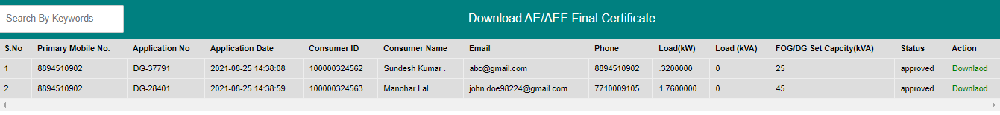 Search By Keywords
Download AE/AEE Final Certificate
S.No Primary Mobile No. Application No Application Date Consumer ID Consumer Name Email Phone Load(kW) Load (kVA) FOG/DG Set Capcity(kVA) Status Action
1 8894510902 DG-37791 2021-08-25 14:38:08 100000324562 Sundesh Kumar . abc@gmail.com 8894510902 .3200000 0 25 approved Downlaod
2 8894510902 DG-28401 2021-08-25 14:38:59 100000324563 Manohar Lal . john.doe98224@gmail.com 7710009105 1.7600000 0 45 approved Downlaod